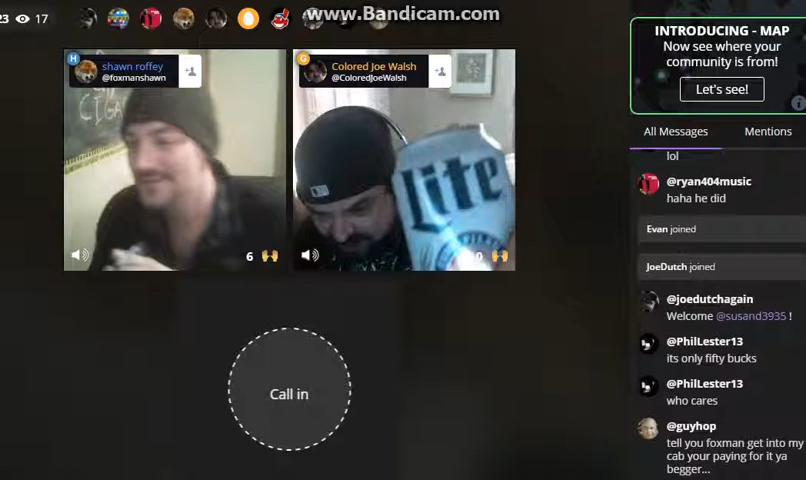 www.Bandicam.com
23 17
H shawn roffey
@foxmanshawn
G Colored Joe Walsh
@ColoredJoeWalsh
Lite
6
Call in
INTRODUCING - MAP
Now see where your
community is from!
Let's see!
All Messages Mentions
lol
@ryan404music
haha he did
Evan joined
JoeDutch joined
@joedutchagain
Welcome @susand3935 !
@PhilLester13
its only fifty bucks
@PhilLester13
who cares
@guyhop
tell you foxman get into my
cab your paying for it ya
begger...